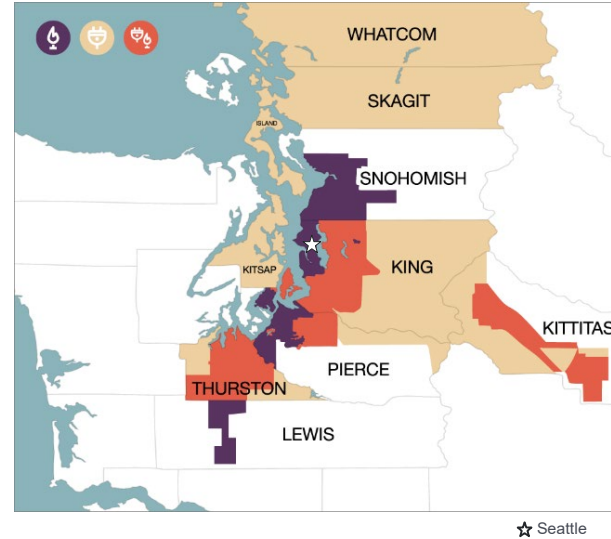 WHATCOM
SKAGIT
ISLAND
SNOHOMISH
KITSAP
KING
KITTITAS
PIERCE
THURSTON
LEWIS
Seattle